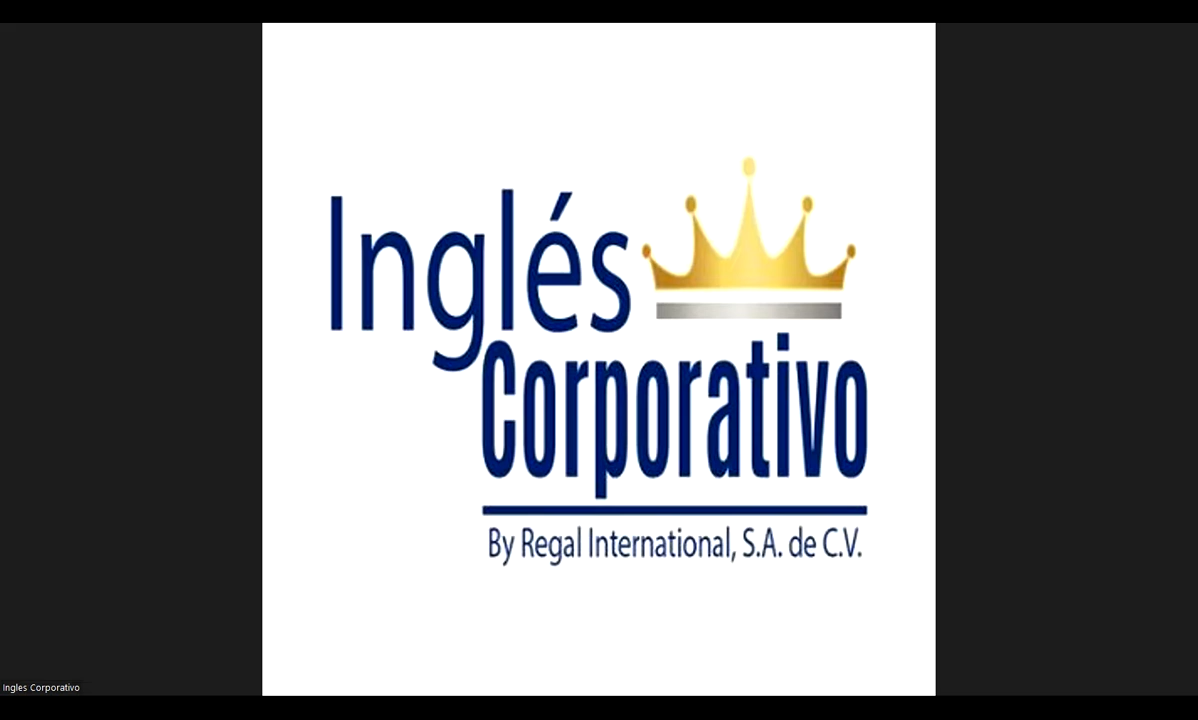 Inglés
Corporativo
By Regal International, S.A. de C.V.
Ingles Corporativo